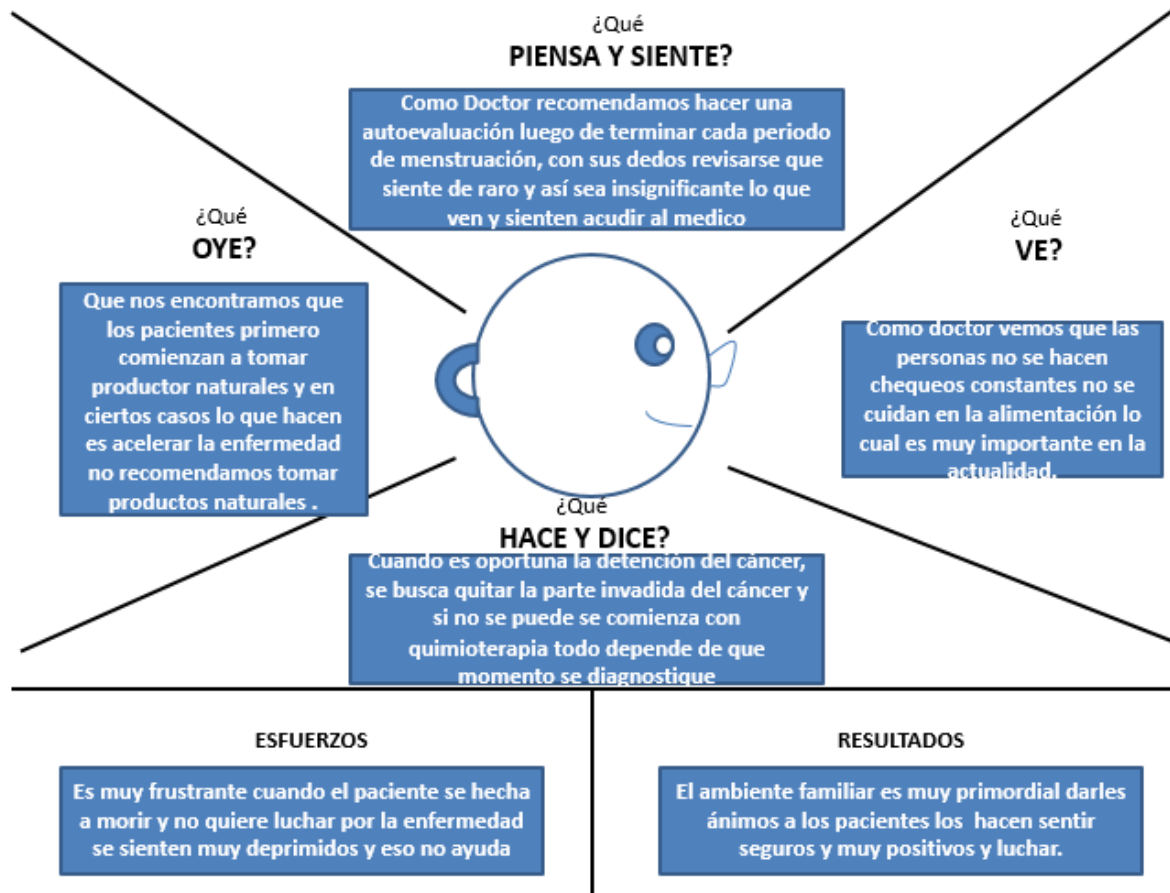 ¿Qué
PIENSA Y SIENTE?
Como Doctor recomendamos hacer una
autoevaluación luego de terminar cada periodo
de menstruación, con sus dedos revisarse que
siente de raro y así sea insignificante lo que
ven y sienten acudir al medico
¿Qué
OYE?
Que nos encontramos que
los pacientes primero
comienzan a tomar
productor naturales y en
ciertos casos lo que hacen
es acelerar la enfermedad
no recomendamos tomar
productos naturales .
¿Qué
VE?
Como doctor vemos que las
personas no se hacen
chequeos constantes no se
cuidan en la alimentación lo
cual es muy importante en la
actualidad.
¿Qué
HACE Y DICE?
Cuando es oportuna la detención del cáncer,
se busca quitar la parte invadida del cáncer y
si no se puede se comienza con
quimioterapia todo depende de que
momento se diagnostique
ESFUERZOS
Es muy frustrante cuando el paciente se hecha
a morir y no quiere luchar por la enfermedad
se sienten muy deprimidos y eso no ayuda
RESULTADOS
El ambiente familiar es muy primordial darles
ánimos a los pacientes los  hacen sentir
seguros y muy positivos y luchar.